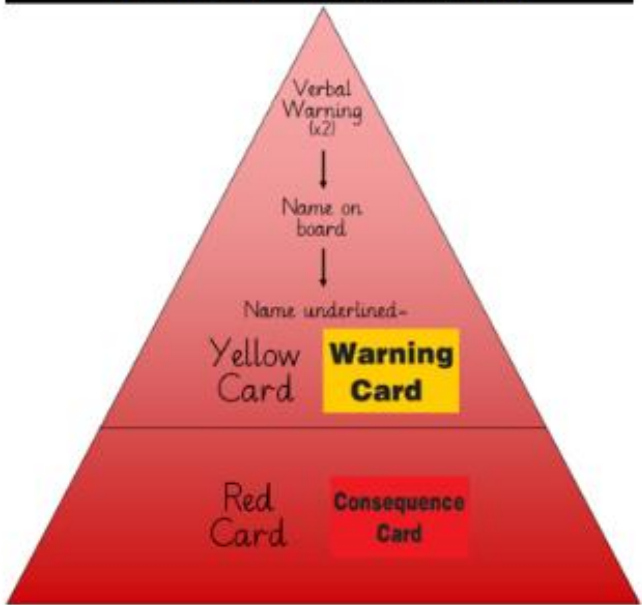 Verbal
Warning
(x2)
Name on
board
Name underlined=
Yellow
Card
Warning
Card
Red
Card
Consequence
Card